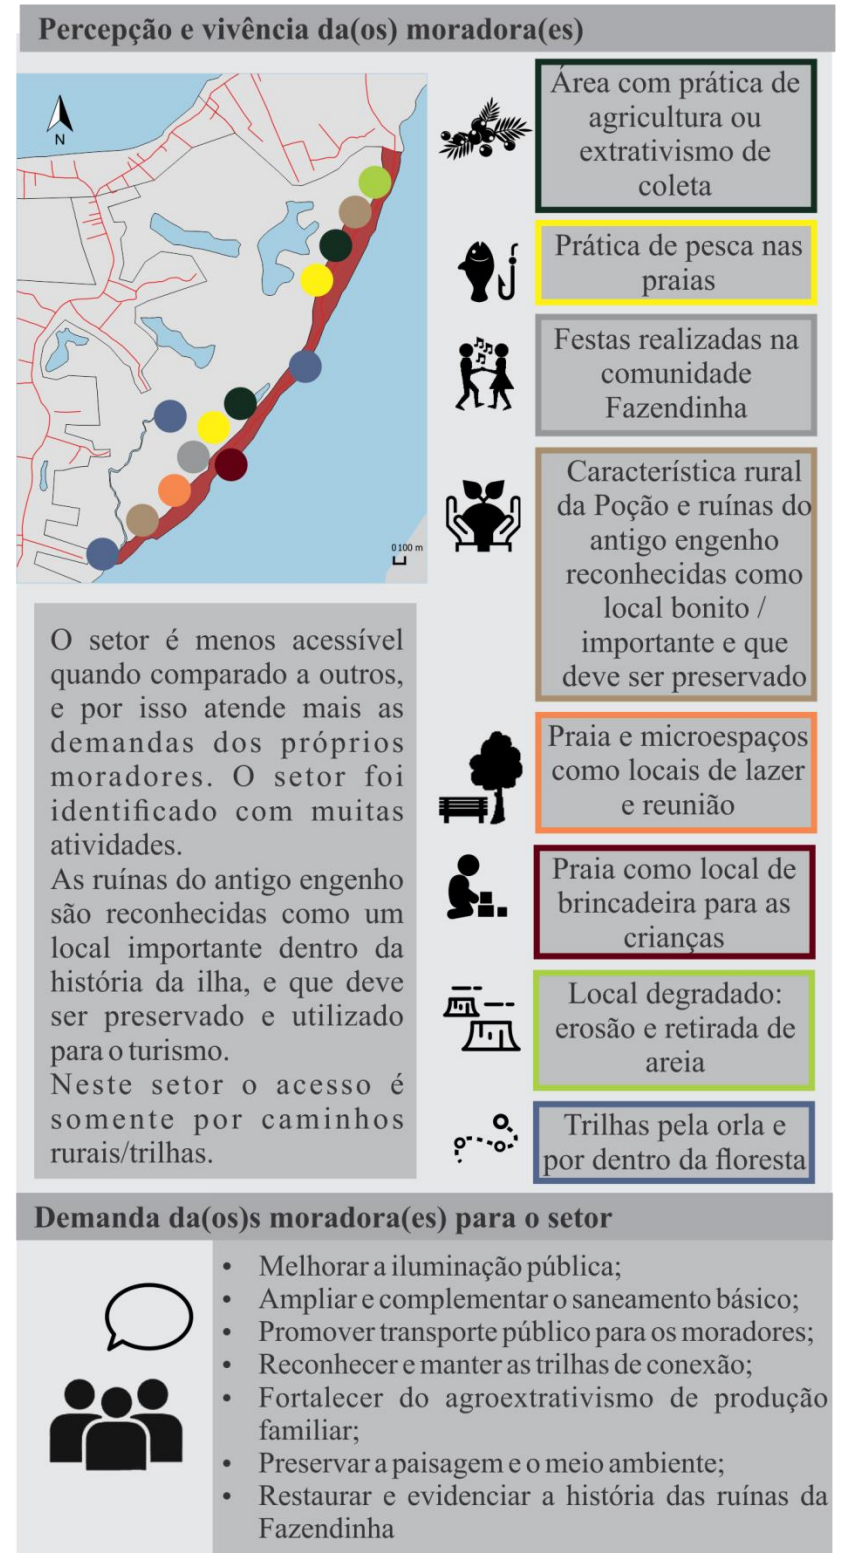 Percepção e vivência da(os) moradora(es)
N
0 100 m
Área com prática de
agricultura ou
extrativismo de
coleta
Prática de pesca nas
praias
Festas realizadas na
comunidade
Fazendinha
Característica rural
da Poção e ruínas do
antigo engenho
reconhecidas como
local bonito /
importante e que
deve ser preservado
Praia e microespaços
como locais de lazer
e reunião
Praia como local de
brincadeira para as
crianças
Local degradado:
erosão e retirada de
areia
Trilhas pela orla e
por dentro da floresta
O setor é menos acessível
quando comparado a outros,
e por isso atende mais as
demandas dos próprios
moradores. O setor foi
identificado com muitas
atividades.
As ruínas do antigo engenho
são reconhecidas como um
local importante dentro da
história da ilha, e que deve
ser preservado e utilizado
para o turismo.
Neste setor o acesso é
somente por caminhos
rurais/trilhas.
Demanda da(os)s moradora(es) para o setor
• Melhorar a iluminação pública;
• Ampliar e complementar o saneamento básico;
• Promover transporte público para os moradores;
• Reconhecer e manter as trilhas de conexão;
• Fortalecer do agroextrativismo de produção
familiar;
• Preservar a paisagem e o meio ambiente;
• Restaurar e evidenciar a história das ruínas da
Fazendinha